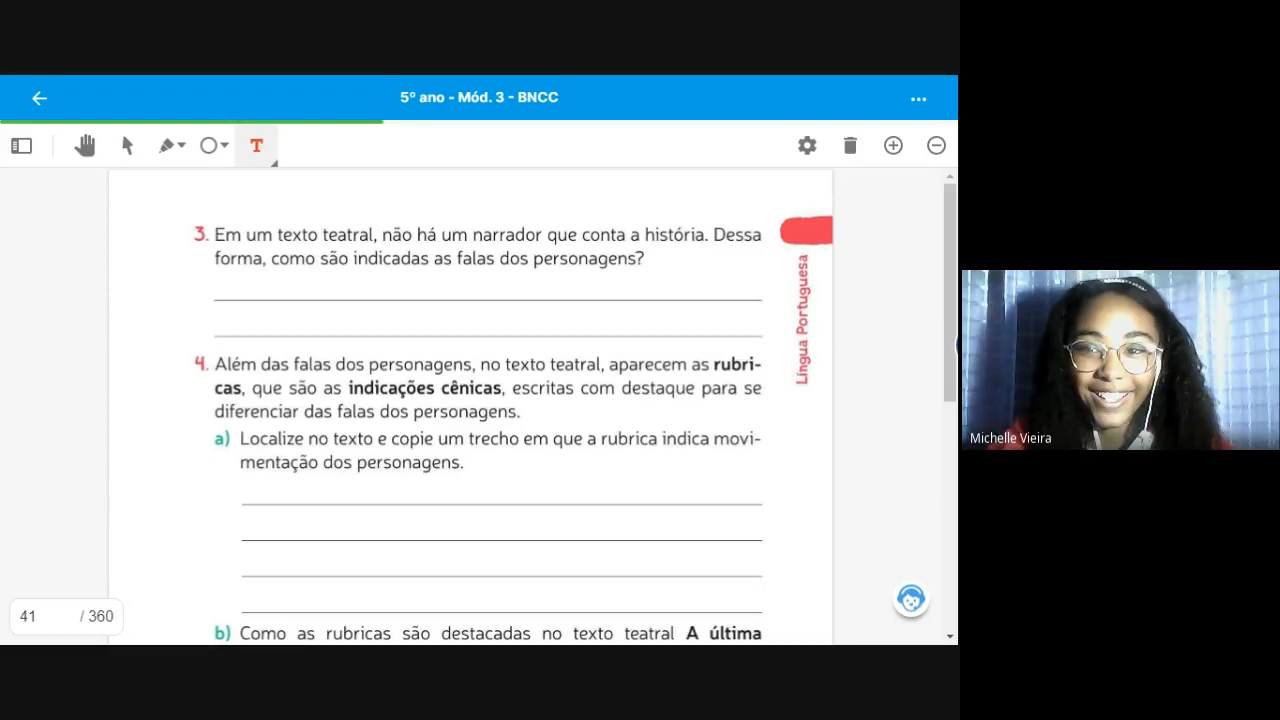 5º ano - Mód. 3 - BNCC
T
3. Em um texto teatral, não há um narrador que conta a história. Dessa
forma, como são indicadas as falas dos personagens?
Língua Portuguesa
4. Além das falas dos personagens, no texto teatral, aparecem as rubri-
cas, que são as indicações cênicas, escritas com destaque para se
diferenciar das falas dos personagens.
a) Localize no texto e copie um trecho em que a rubrica indica movi-
mentação dos personagens.
b) Como as rubricas são destacadas no texto teatral A última
41 / 360
Michelle Vieira